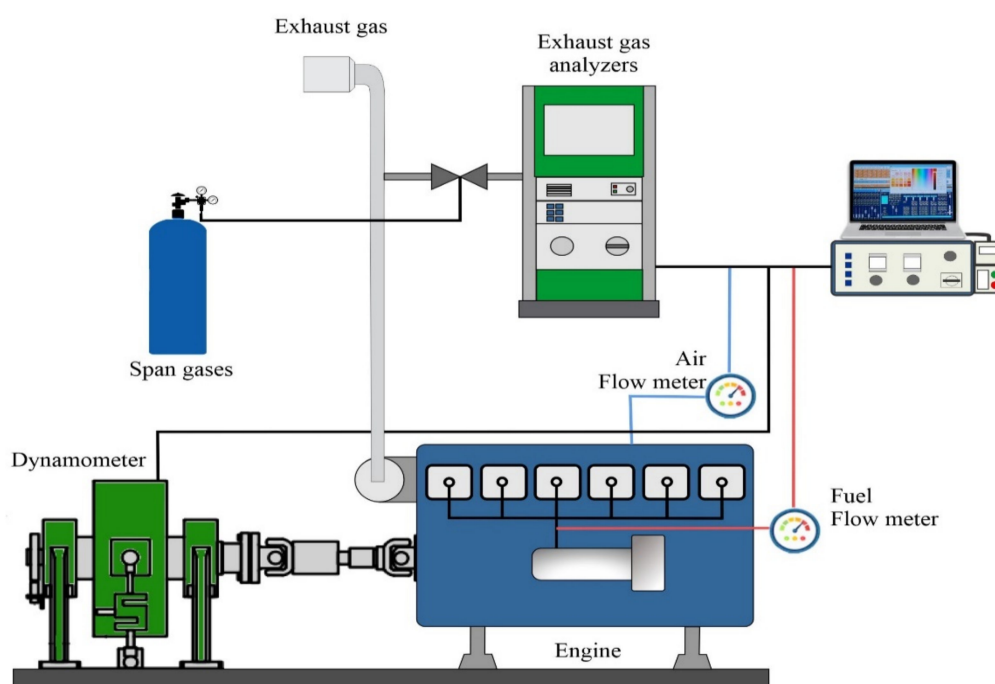 Exhaust gas
Exhaust gas
analyzers
Span gases
Air
Flow meter
Dynamometer
Fuel
Flow meter
Engine